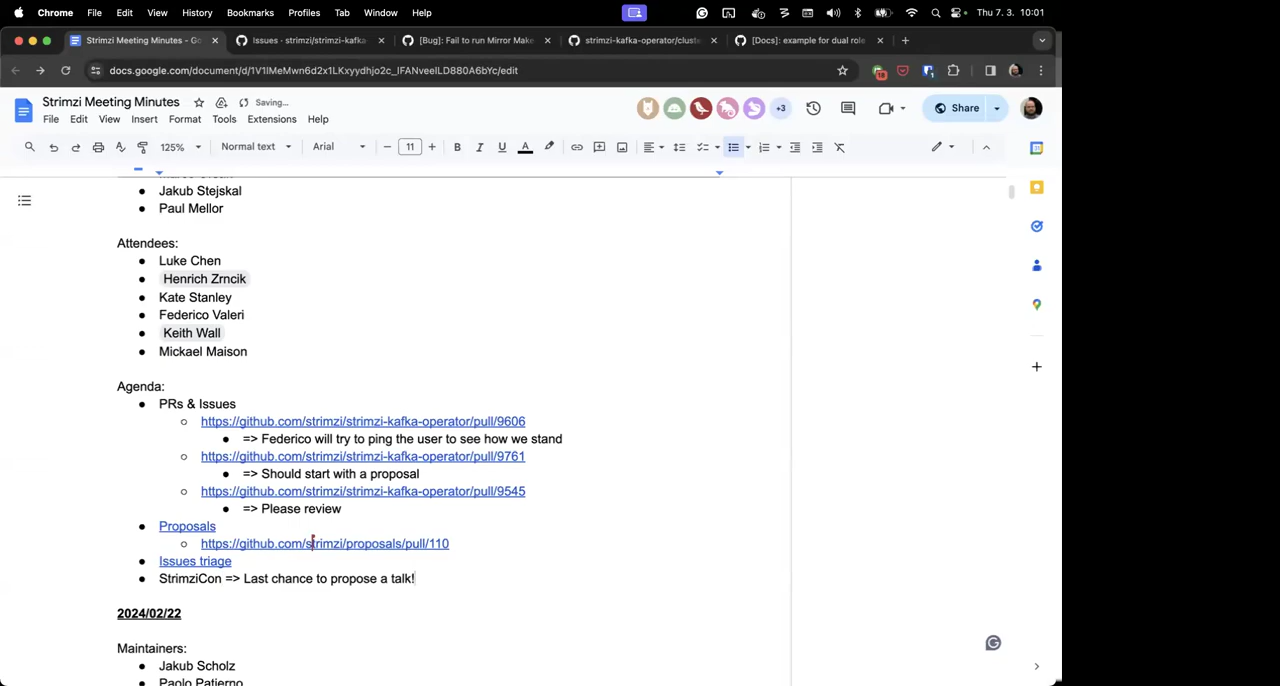 Chrome File Edit View History Bookmarks Profiles Tab Window Help Thu 7. 3. 10:01
Strimzi Meeting Minutes - Go Issues · strimzi/strimzi-kafka- [Bug]: Fail to run Mirror Make strimzi-kafka-operator/cluste [Docs]: example for dual role
docs.google.com/document/d/1V1lMeMwn6d2x1LKxyydhjo2c_IFANveelLD880A6bYc/edit
Strimzi Meeting Minutes Saving... +3 Share
File Edit View Insert Format Tools Extensions Help
125% Normal text Arial 11
Jakub Stejskal
Paul Mellor
Attendees:
Luke Chen
Henrich Zrncik
Kate Stanley
Federico Valeri
Keith Wall
Mickael Maison
Agenda:
PRs & Issues
https://github.com/strimzi/strimzi-kafka-operator/pull/9606
=> Federico will try to ping the user to see how we stand
https://github.com/strimzi/strimzi-kafka-operator/pull/9761
=> Should start with a proposal
https://github.com/strimzi/strimzi-kafka-operator/pull/9545
=> Please review
Proposals
https://github.com/strimzi/proposals/pull/110
Issues triage
StrimziCon => Last chance to propose a talk!
2024/02/22
Maintainers:
Jakub Scholz
Paolo Patierno